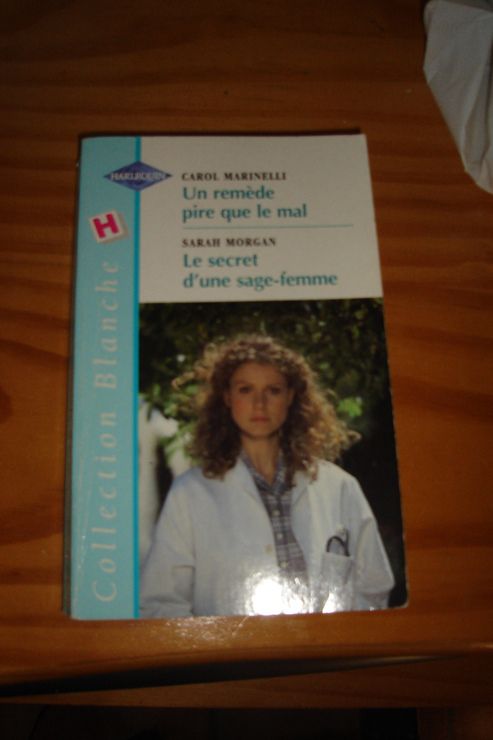 HARLEQUIN
CAROL MARINELLI
Un remède
pire que le mal
SARAH MORGAN
Le secret
d'une sage-femme
H
Collection Blanche